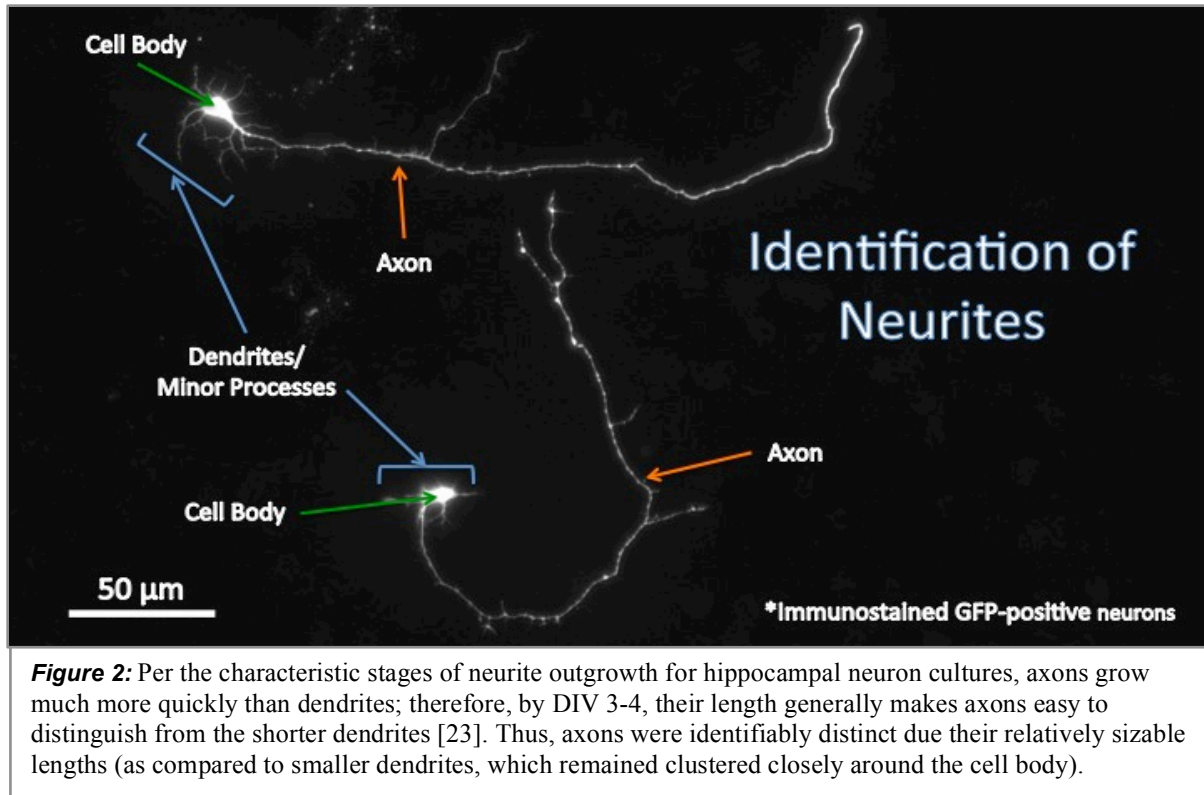 Cell Body
Axon
Identification of
Neurites
Dendrites/
Minor Processes
Axon
Cell Body
50 µm
*Immunostained GFP-positive neurons
Figure 2: Per the characteristic stages of neurite outgrowth for hippocampal neuron cultures, axons grow
much more quickly than dendrites; therefore, by DIV 3-4, their length generally makes axons easy to
distinguish from the shorter dendrites [23]. Thus, axons were identifiably distinct due their relatively sizable
lengths (as compared to smaller dendrites, which remained clustered closely around the cell body).